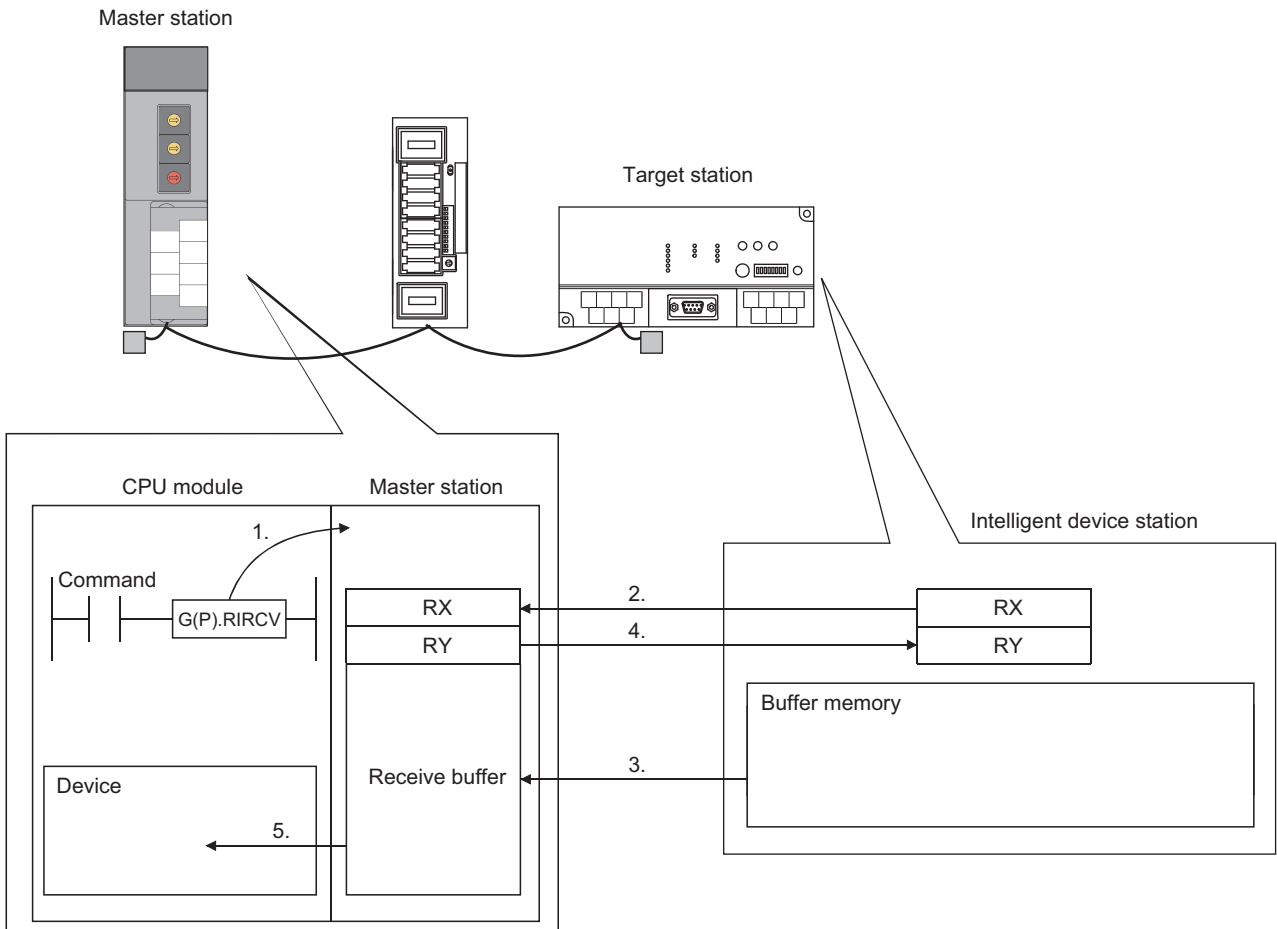 Master station
Target station
CPU module
Master station
1.
Command
G(P).RIRCV
Intelligent device station
RX
2.
RX
RY
4.
RY
Buffer memory
Receive buffer
3.
Device
5.